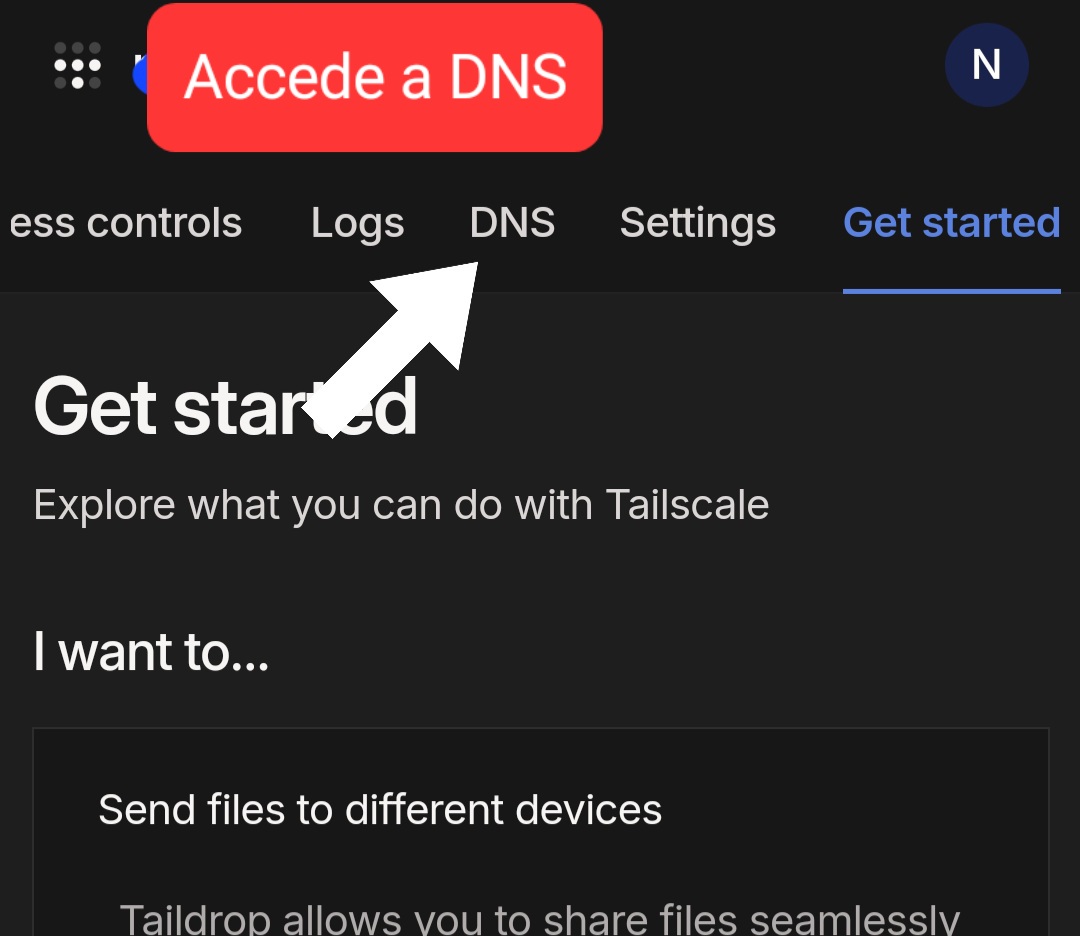 Accede a DNS
N
ess controls Logs DNS Settings Get started
Get started
Explore what you can do with Tailscale
I want to...
Send files to different devices
Taildrop allows you to share files seamlessly